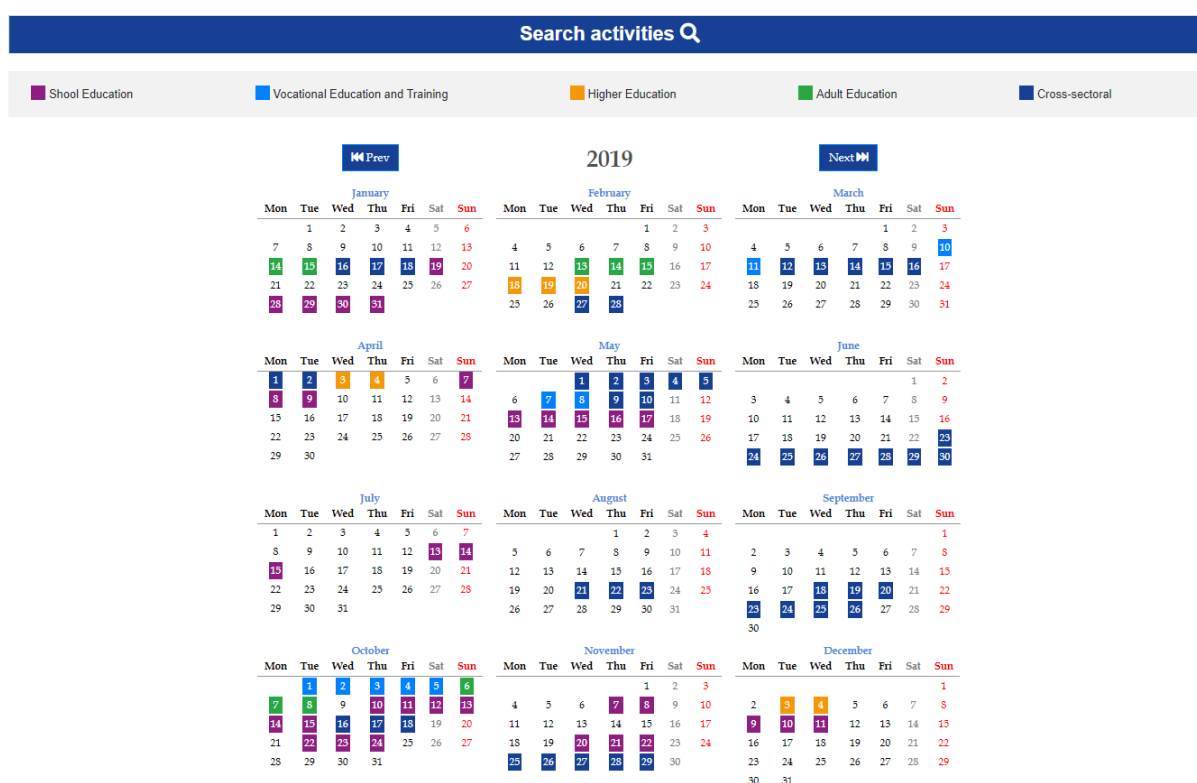 Search activities
Shool Education Vocational Education and Training Higher Education Adult Education Cross-sectoral
Prev 2019 Next
January February March
Mon Tue Wed Thu Fri Sat Sun Mon Tue Wed Thu Fri Sat Sun Mon Tue Wed Thu Fri Sat Sun
1 2 3 4 5 6 1 2 3 1 2 3
7 8 9 10 11 12 13 4 5 6 7 8 9 10 4 5 6 7 8 9 10
14 15 16 17 18 19 20 11 12 13 14 15 16 17 11 12 13 14 15 16 17
21 22 23 24 25 26 27 18 19 20 21 22 23 24 18 19 20 21 22 23 24
28 29 30 31 25 26 27 28 25 26 27 28 29 30 31
April May June
Mon Tue Wed Thu Fri Sat Sun Mon Tue Wed Thu Fri Sat Sun Mon Tue Wed Thu Fri Sat Sun
1 2 3 4 5 6 7 1 2 3 4 5 1 2
8 9 10 11 12 13 14 6 7 8 9 10 11 12 3 4 5 6 7 8 9
15 16 17 18 19 20 21 13 14 15 16 17 18 19 10 11 12 13 14 15 16
22 23 24 25 26 27 28 20 21 22 23 24 25 26 17 18 19 20 21 22 23
29 30 27 28 29 30 31 24 25 26 27 28 29 30
July August September
Mon Tue Wed Thu Fri Sat Sun Mon Tue Wed Thu Fri Sat Sun Mon Tue Wed Thu Fri Sat Sun
1 2 3 4 5 6 7 1 2 3 4 1
8 9 10 11 12 13 14 5 6 7 8 9 10 11 2 3 4 5 6 7 8
15 16 17 18 19 20 21 12 13 14 15 16 17 18 9 10 11 12 13 14 15
22 23 24 25 26 27 28 19 20 21 22 23 24 25 16 17 18 19 20 21 22
29 30 31 26 27 28 29 30 31 23 24 25 26 27 28 29
30
October November December
Mon Tue Wed Thu Fri Sat Sun Mon Tue Wed Thu Fri Sat Sun Mon Tue Wed Thu Fri Sat Sun
1 2 3 4 5 6 1 2 3 1
7 8 9 10 11 12 13 4 5 6 7 8 9 10 2 3 4 5 6 7 8
14 15 16 17 18 19 20 11 12 13 14 15 16 17 9 10 11 12 13 14 15
21 22 23 24 25 26 27 18 19 20 21 22 23 24 16 17 18 19 20 21 22
28 29 30 31 25 26 27 28 29 30 23 24 25 26 27 28 29
30 31